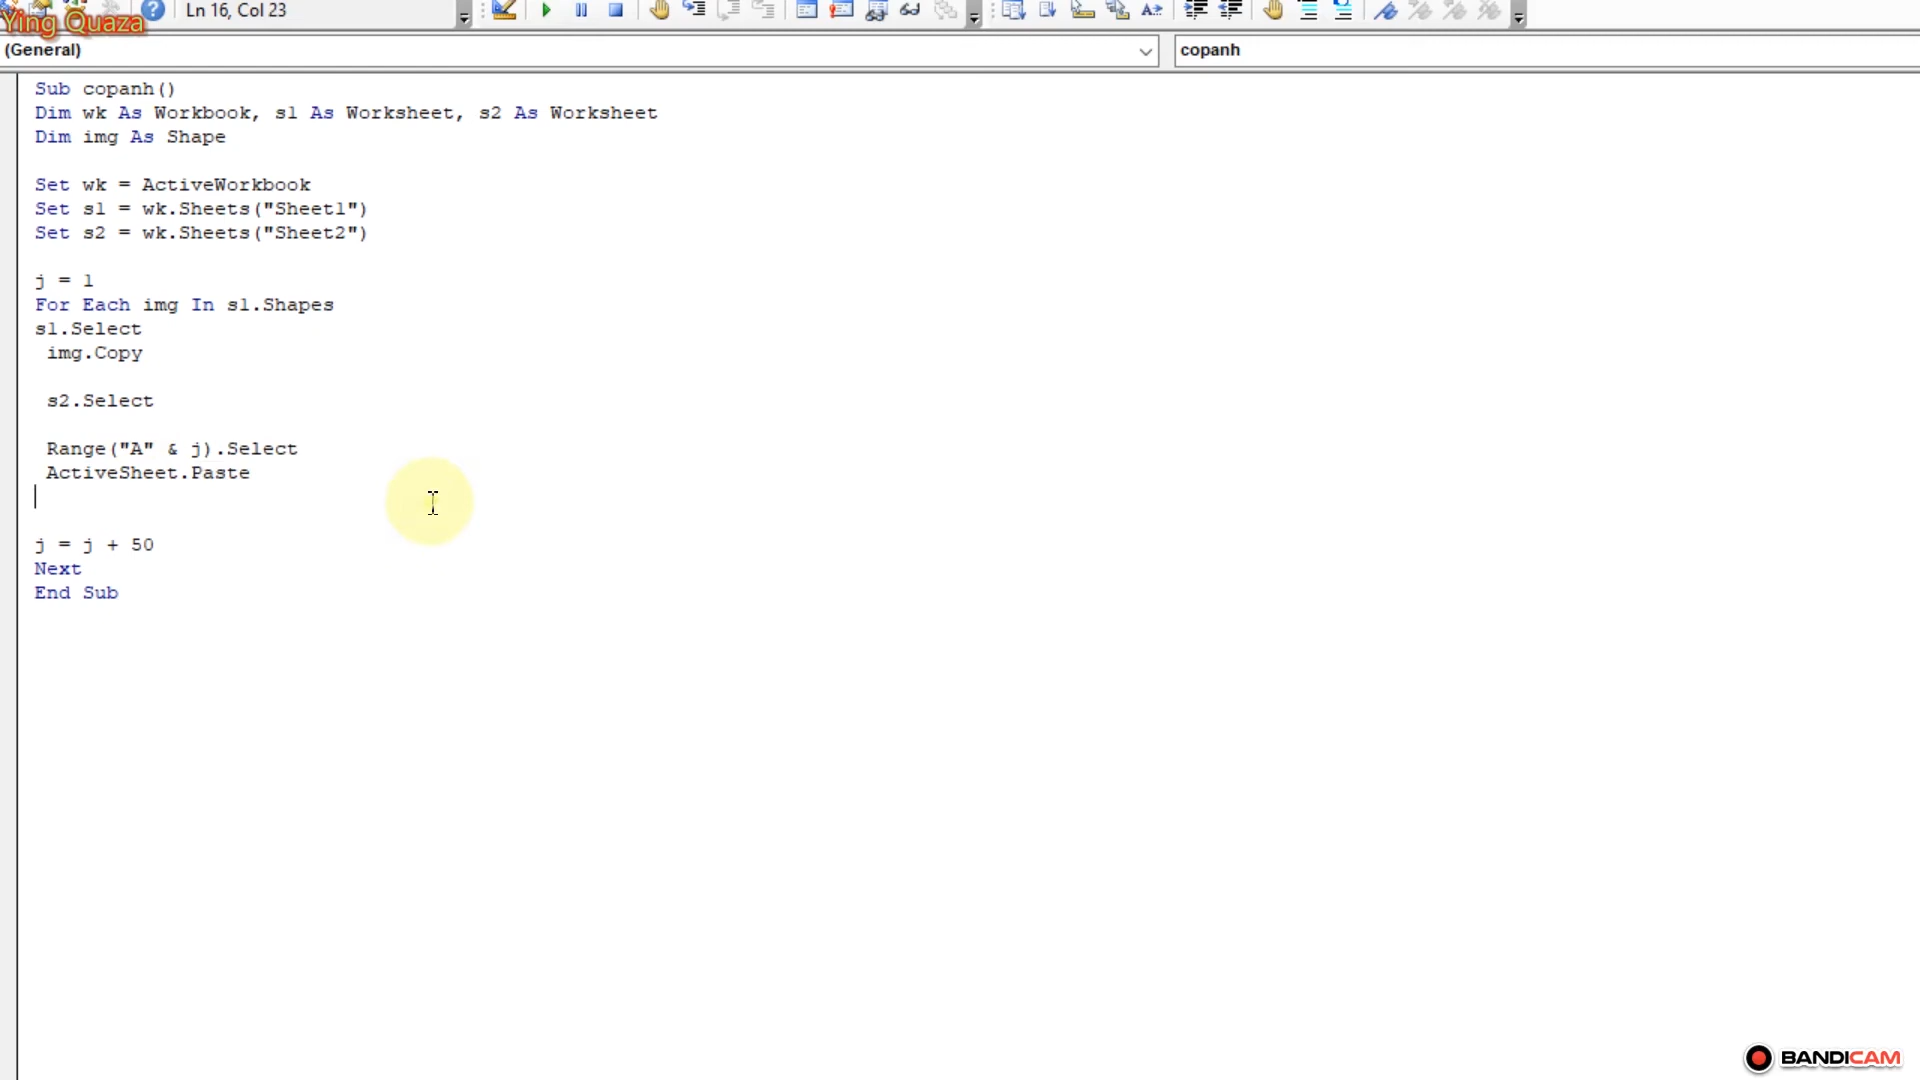 Ying Quaza
Ln 16, Col 23
(General)
copanh
Sub copanh()
Dim wk As Workbook, s1 As Worksheet, s2 As Worksheet
Dim img As Shape
Set wk = ActiveWorkbook
Set s1 = wk.Sheets("Sheet1")
Set s2 = wk.Sheets("Sheet2")
j = 1
For Each img In s1.Shapes
s1.Select
img.Copy
s2.Select
Range("A" & j).Select
ActiveSheet.Paste
j = j + 50
Next
End Sub
BANDICAM